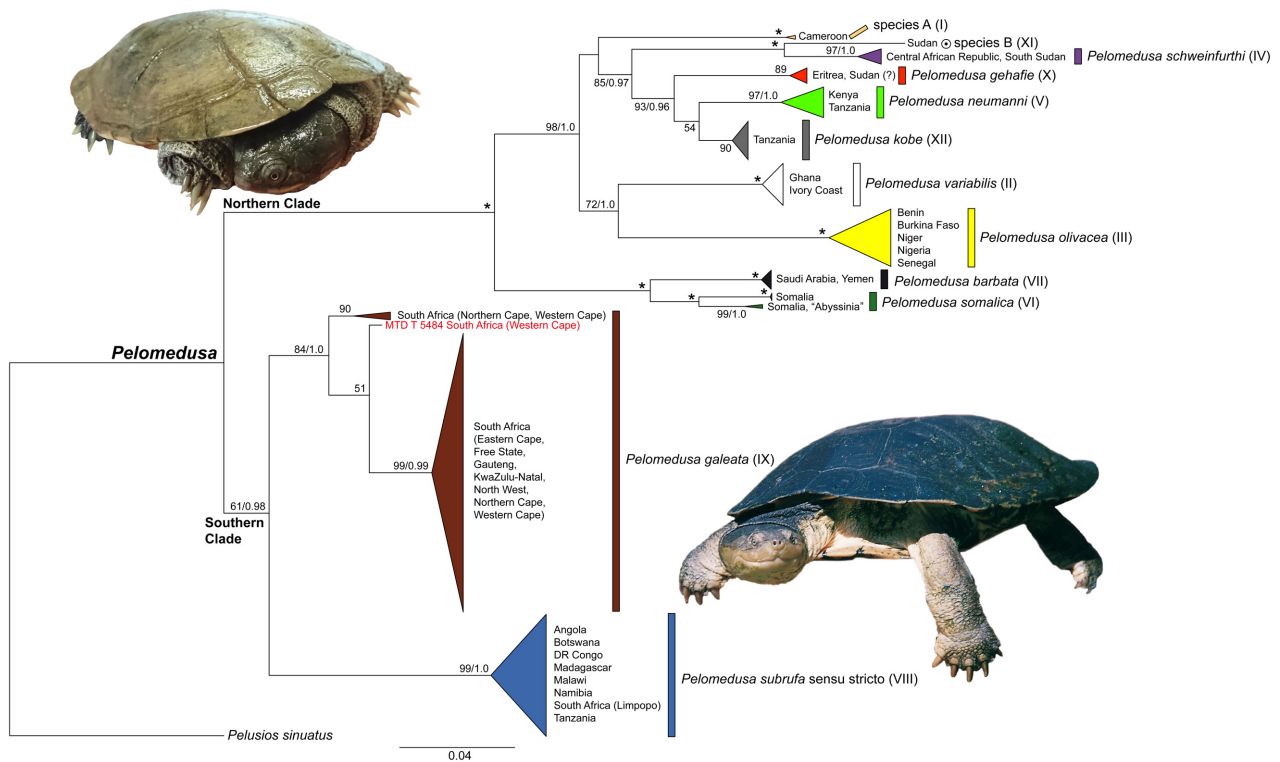 * Cameroon species A (I)
* Sudan ⊙ species B (XI)
97/1.0 Central African Republic, South Sudan Pelomedusa schweinfurthi (IV)
85/0.97
89 Eritrea, Sudan (?) Pelomedusa gehafie (X)
93/0.96
97/1.0 Kenya
Tanzania
Pelomedusa neumanni (V)
54
90 Tanzania Pelomedusa kobe (XII)
98/1.0
* Ghana
Ivory Coast
Pelomedusa variabilis (II)
72/1.0
*
Benin
Burkina Faso
Niger
Nigeria
Senegal
Pelomedusa olivacea (III)
Northern Clade *
* Saudi Arabia, Yemen Pelomedusa barbata (VII)
*
* * Somalia
99/1.0 Somalia, “Abyssinia”
Pelomedusa somalica (VI)
Pelomedusa
90 South Africa (Northern Cape, Western Cape)
MTD T 5484 South Africa (Western Cape)
84/1.0
51
99/0.99
South Africa
(Eastern Cape,
Free State,
Gauteng,
KwaZulu-Natal,
North West,
Northern Cape,
Western Cape)
Pelomedusa galeata (IX)
61/0.98
Southern
Clade
99/1.0
Angola
Botswana
DR Congo
Madagascar
Malawi
Namibia
South Africa (Limpopo)
Tanzania
Pelomedusa subrufa sensu stricto (VIII)
Pelusios sinuatus
0.04